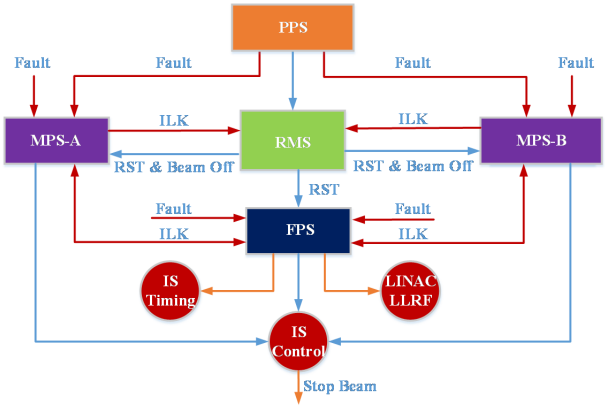 PPS
Fault
Fault
Fault
Fault
ILK
ILK
MPS-A
RMS
MPS-B
RST & Beam Off
RST & Beam Off
RST
Fault
Fault
FPS
ILK
ILK
IS
Timing
LINAC
LLRF
IS
Control
Stop Beam